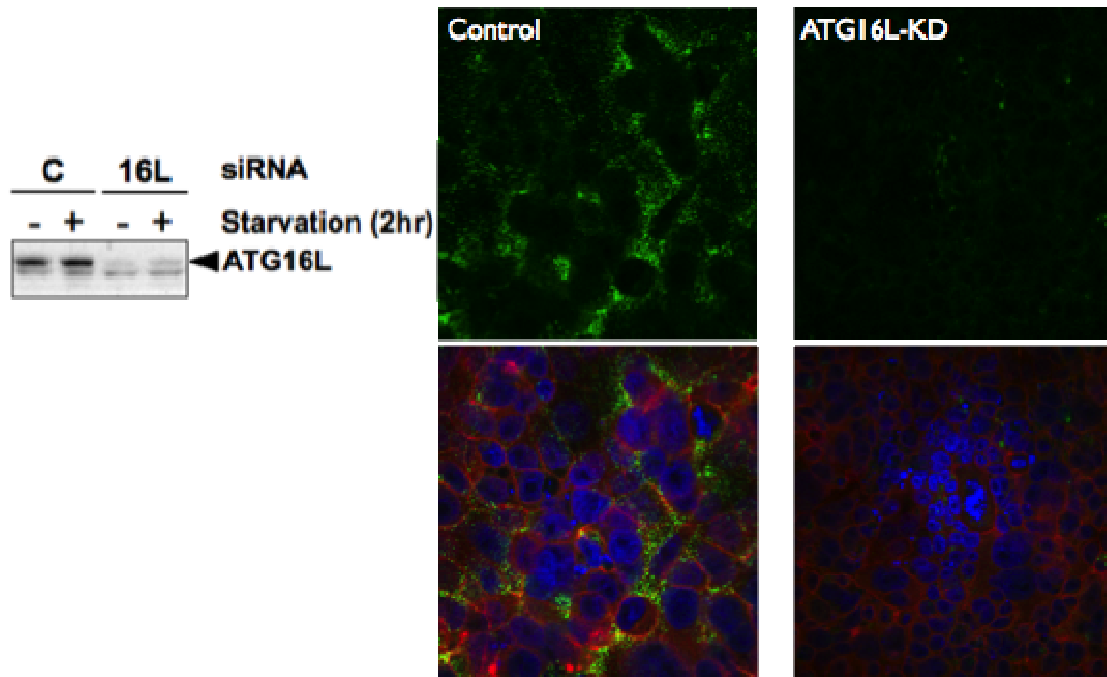 C 16L siRNA
- + - + Starvation (2hr)
ATG16L
Control
ATG16L-KD